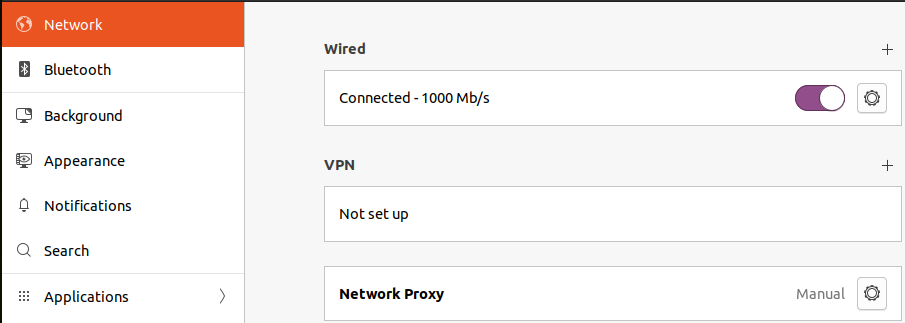 Network
Bluetooth
Background
Appearance
Notifications
Search
Applications
Wired
Connected - 1000 Mb/s
VPN
Not set up
Network Proxy Manual